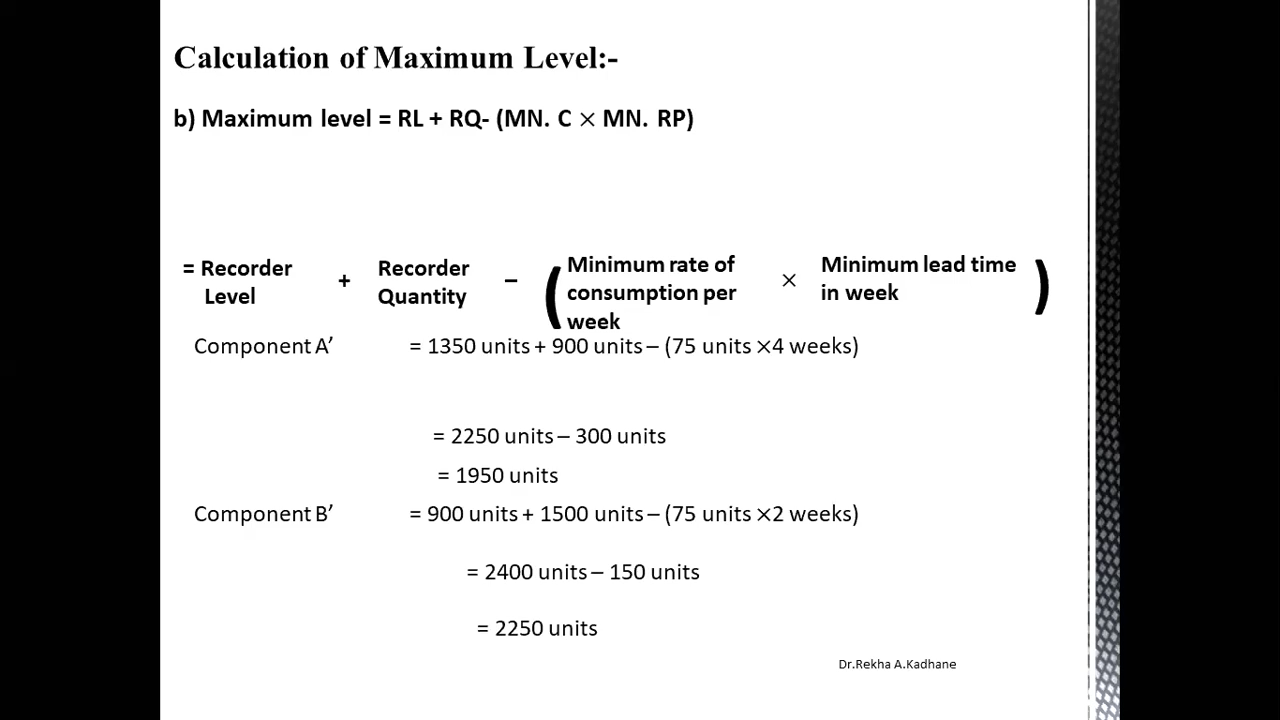 Calculation of Maximum Level:-
b) Maximum level = RL + RQ- (MN. C × MN. RP)
= Recorder Level + Recorder Quantity – ( Minimum rate of consumption per week × Minimum lead time in week )
Component A’ = 1350 units + 900 units – (75 units ×4 weeks)
= 2250 units – 300 units
= 1950 units
Component B’ = 900 units + 1500 units – (75 units ×2 weeks)
= 2400 units – 150 units
= 2250 units
Dr.Rekha A.Kadhane